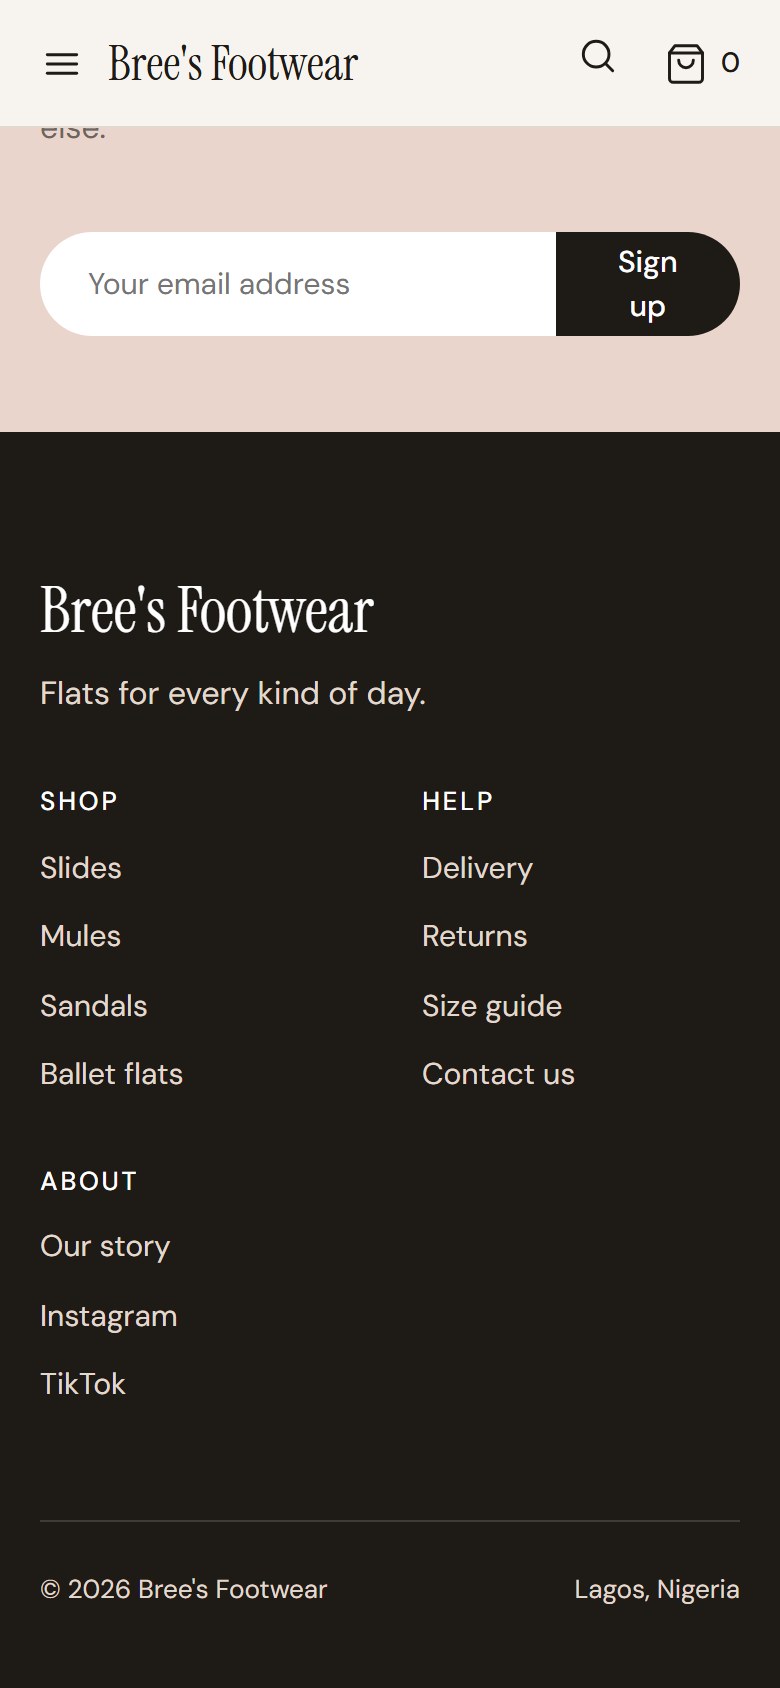 Bree's Footwear
0
else.
Your email address
Sign
up
Bree's Footwear
Flats for every kind of day.
SHOP
Slides
Mules
Sandals
Ballet flats
HELP
Delivery
Returns
Size guide
Contact us
ABOUT
Our story
Instagram
TikTok
© 2026 Bree's Footwear
Lagos, Nigeria